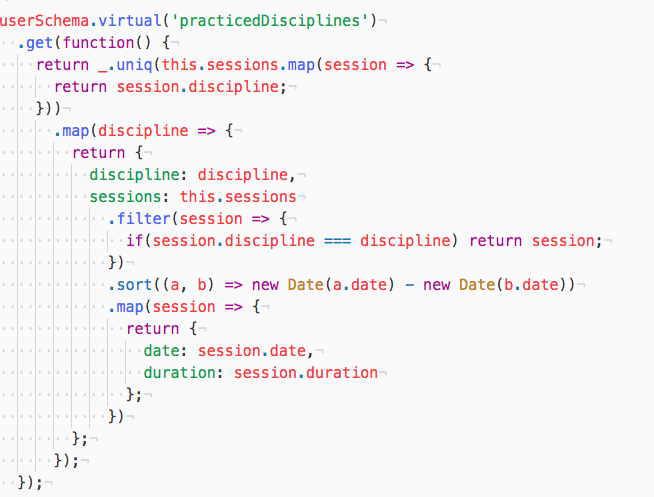 userSchema.virtual('practicedDisciplines')
  .get(function() {
    return _.uniq(this.sessions.map(session => {
      return session.discipline;
    }))
      .map(discipline => {
        return {
          discipline: discipline,
          sessions: this.sessions
            .filter(session => {
              if(session.discipline === discipline) return session;
            })
            .sort((a, b) => new Date(a.date) - new Date(b.date))
            .map(session => {
              return {
                date: session.date,
                duration: session.duration
              };
            })
        };
      });
  });